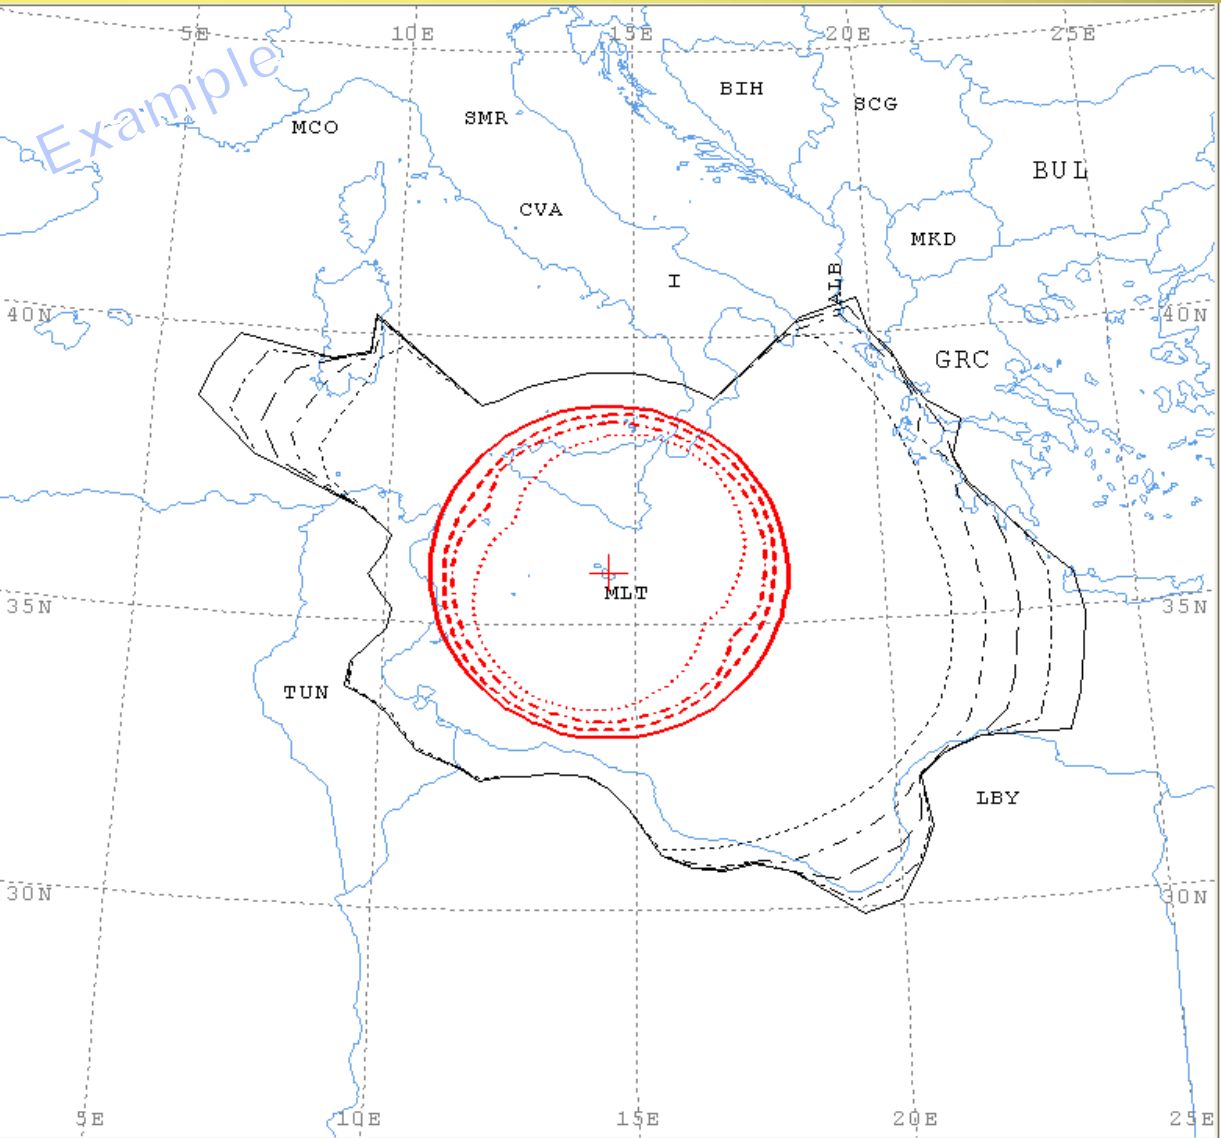 5E 10E 15E 20E 25E
Example
BIH
SCG
SMR
MCO
BUL
CVA
MKD
I
ALB
40N 40N
GRC
MLT
35N 35N
TUN
LBY
30N 30N
5E 10E 15E 20E 25E